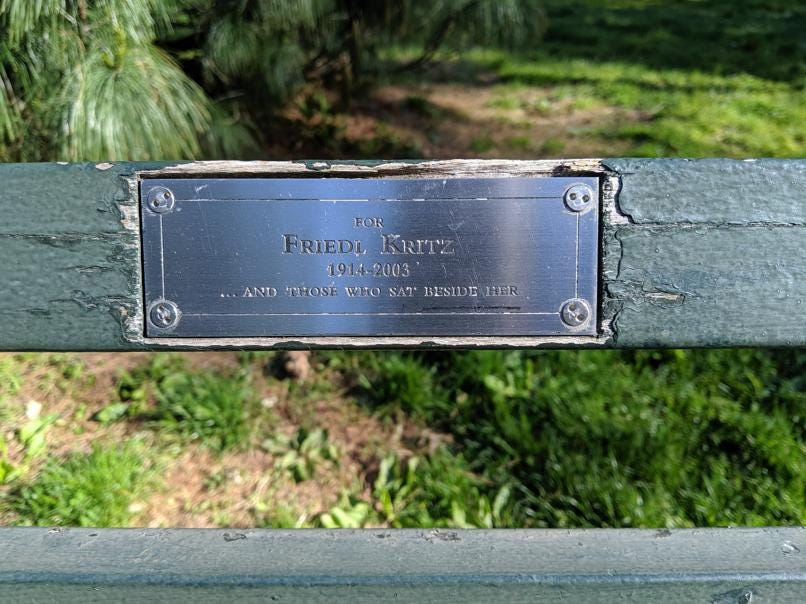 FOR
FRIEDL KRITZ
1914-2003
... AND THOSE WHO SAT BESIDE HER